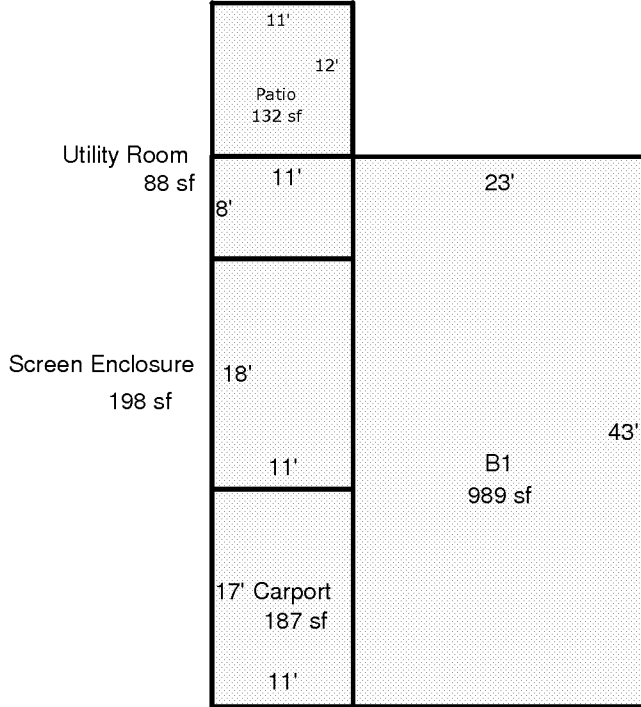 11'
12'
Patio
132 sf
Utility Room
88 sf
11'
8'
23'
Screen Enclosure
198 sf
18'
11'
43'
B1
989 sf
17' Carport
187 sf
11'